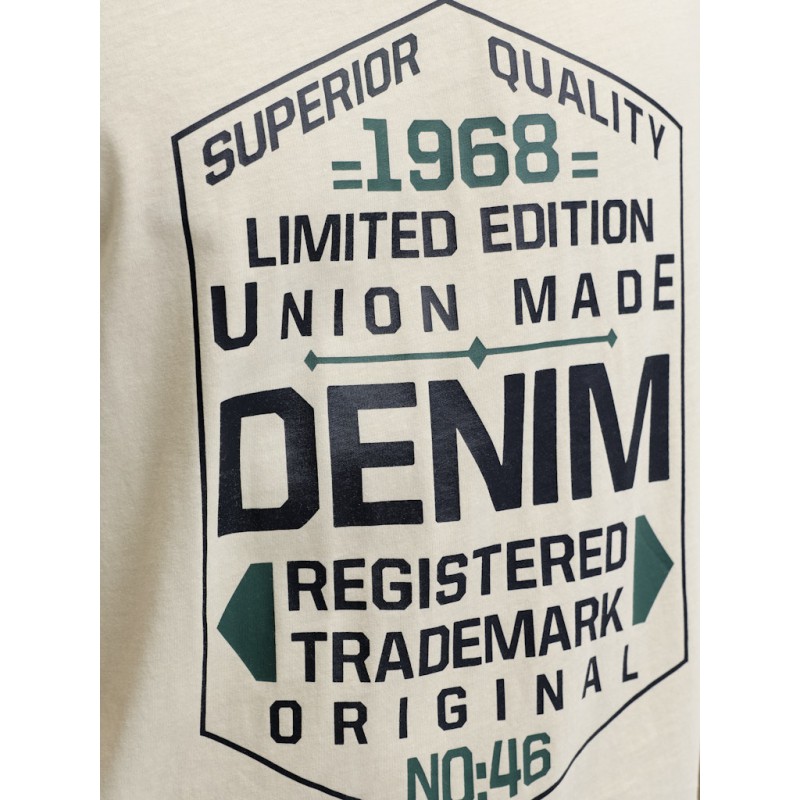 SUPERIOR QUALITY
=1968=
LIMITED EDITION
UNION MADE
DENIM
REGISTERED
TRADEMARK
ORIGINAL
NO:46